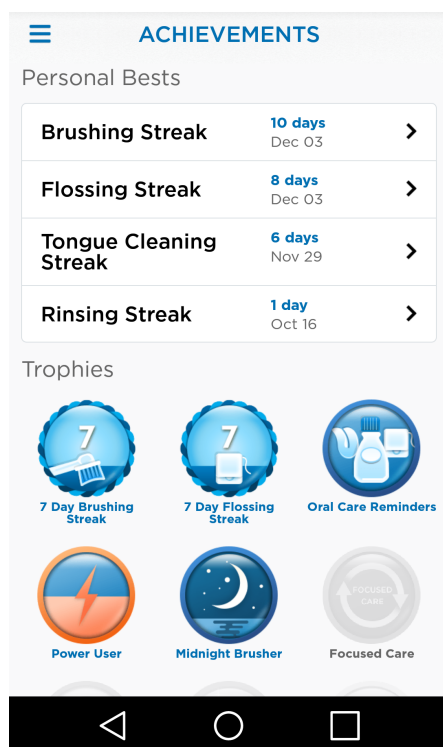 ACHIEVEMENTS
Personal Bests
Brushing Streak
10 days
Dec 03
Flossing Streak
8 days
Dec 03
Tongue Cleaning
Streak
6 days
Nov 29
Rinsing Streak
1 day
Oct 16
Trophies
7
7
7 Day Brushing
Streak
7 Day Flossing
Streak
Oral Care Reminders
FOCUSED
CARE
Power User
Midnight Brusher
Focused Care